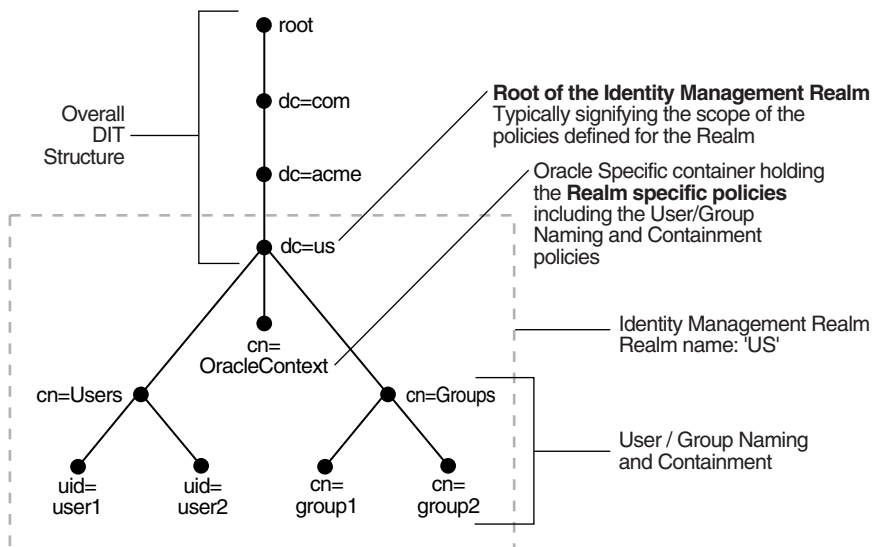 root
dc=com
Overall
DIT
Structure
Root of the Identity Management Realm
Typically signifying the scope of the
policies defined for the Realm
dc=acme
Oracle Specific container holding
the Realm specific policies
including the User/Group
Naming and Containment
policies
dc=us
cn=
OracleContext
Identity Management Realm
Realm name: 'US'
cn=Users
cn=Groups
User / Group Naming
and Containment
uid=
user1
uid=
user2
cn=
group1
cn=
group2